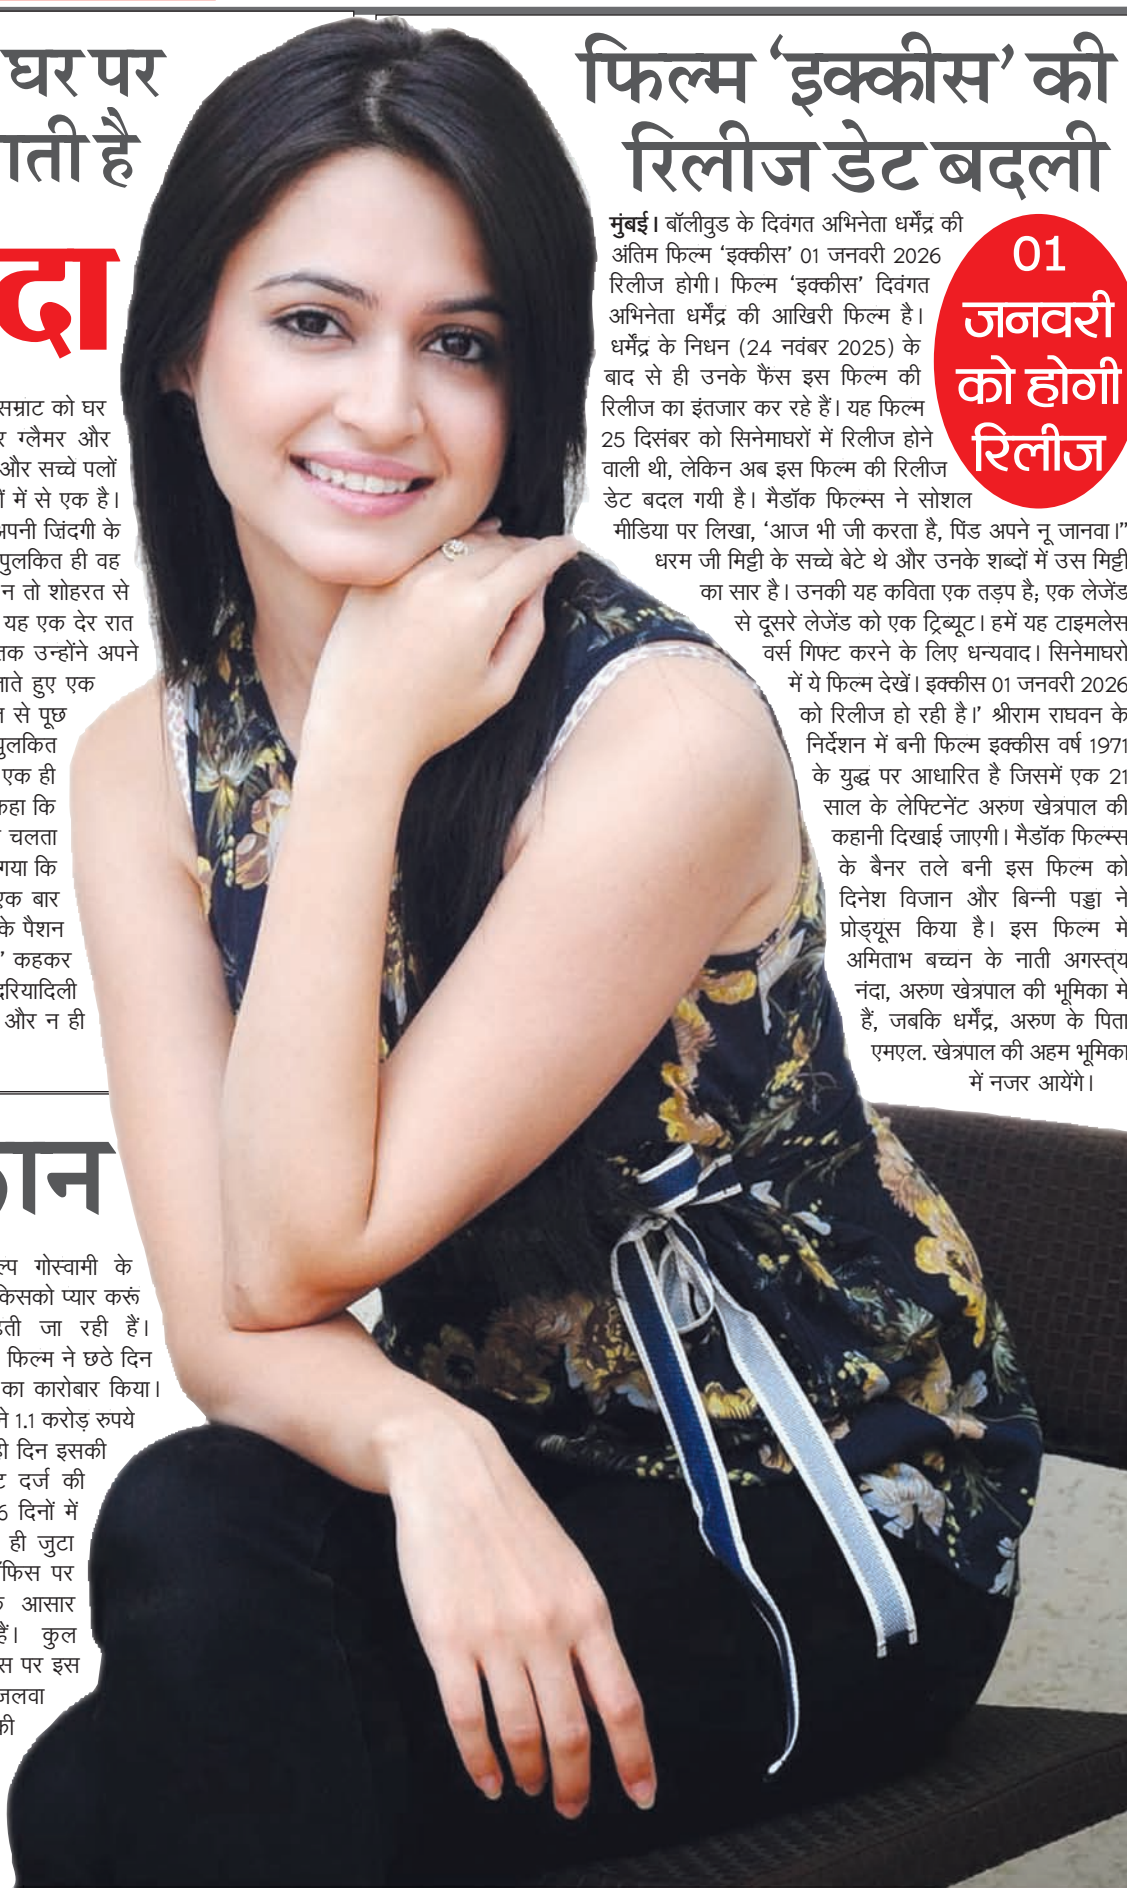 घर पर
ाती है
दा
सम्राट को घर
र ग्लैमर और
और सच्चे पलों
ों में से एक है।
अपनी जिंदगी के
पुलकित ही वह
न तो शोहरत से
यह एक देर रात
तक उन्होंने अपने
ाते हुए एक
से पूछ
पुलकित
एक ही
कहा कि
चलता
गया कि
एक बार
के पैशन
' कहकर
दरियादिली
और न ही
ान
ल्प गोस्वामी के
किसको प्यार करूं
ती जा रही हैं।
फिल्म ने छठे दिन
का कारोबार किया।
ने 1.1 करोड़ रुपये
ही दिन इसकी
ट दर्ज की
6 दिनों में
ही जुटा
ॉफिस पर
आसार
हैं। कुल
स पर इस
जलवा
की
फिल्म 'इक्कीस' की
रिलीज डेट बदली
मुंबई। बॉलीवुड के दिवंगत अभिनेता धर्मेंद्र की
अंतिम फिल्म 'इक्कीस' 01 जनवरी 2026
रिलीज होगी। फिल्म 'इक्कीस' दिवंगत
अभिनेता धर्मेंद्र की आखिरी फिल्म है।
धर्मेंद्र के निधन (24 नवंबर 2025) के
बाद से ही उनके फैंस इस फिल्म की
रिलीज का इंतजार कर रहे हैं। यह फिल्म
25 दिसंबर को सिनेमाघरों में रिलीज होने
वाली थी, लेकिन अब इस फिल्म की रिलीज
डेट बदल गयी है। मैडॉक फिल्म्स ने सोशल
मीडिया पर लिखा, 'आज भी जी करता है, पिंड अपने नू जानवा।"
धरम जी मिट्टी के सच्चे बेटे थे और उनके शब्दों में उस मिट्टी
का सार है। उनकी यह कविता एक तड़प है; एक लेजेंड
से दूसरे लेजेंड को एक ट्रिब्यूट। हमें यह टाइमलेस
वर्स गिफ्ट करने के लिए धन्यवाद। सिनेमाघरो
में ये फिल्म देखें। इक्कीस 01 जनवरी 2026
को रिलीज हो रही है।' श्रीराम राघवन के
निर्देशन में बनी फिल्म इक्कीस वर्ष 1971
के युद्ध पर आधारित है जिसमें एक 21
साल के लेफ्टिनेंट अरुण खेत्रपाल की
कहानी दिखाई जाएगी। मैडॉक फिल्म्स
के बैनर तले बनी इस फिल्म को
दिनेश विजान और बिन्नी पड्डा ने
प्रोड्यूस किया है। इस फिल्म मे
अमिताभ बच्चन के नाती अगस्त्य
नंदा, अरुण खेत्रपाल की भूमिका मे
हैं, जबकि धर्मेंद्र, अरुण के पिता
एमएल. खेत्रपाल की अहम भूमिका
में नजर आयेंगे।
01
जनवरी
को होगी
रिलीज